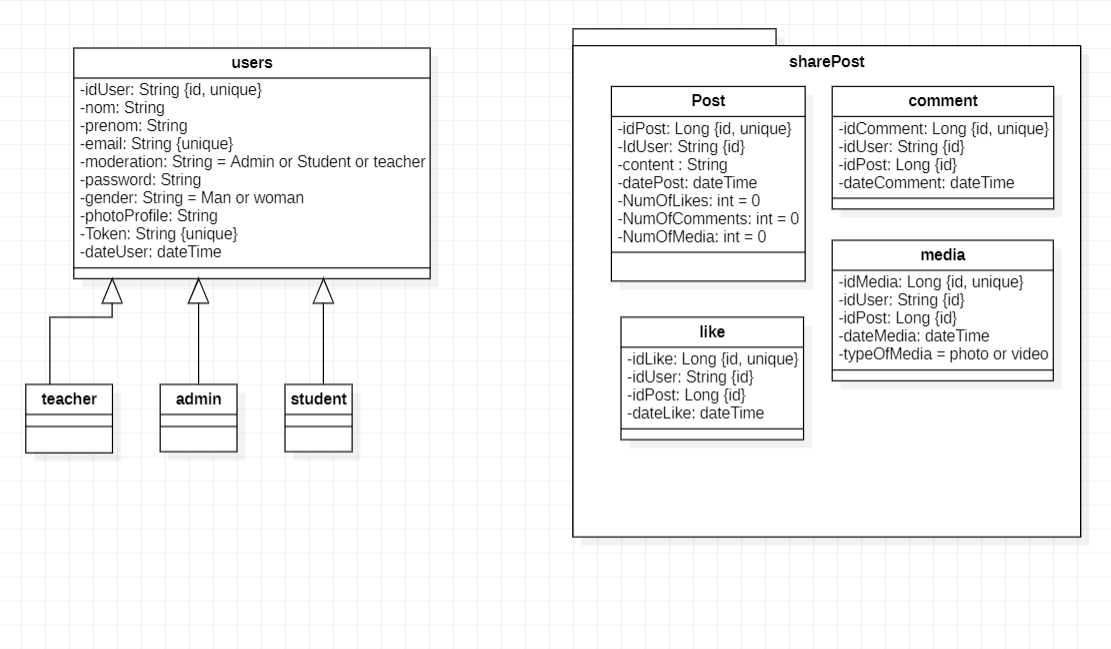 users
-idUser: String {id, unique}
-nom: String
-prenom: String
-email: String {unique}
-moderation: String = Admin or Student or teacher
-password: String
-gender: String = Man or woman
-photoProfile: String
-Token: String {unique}
-dateUser: dateTime
teacher
admin
student
sharePost
Post
-idPost: Long {id, unique}
-IdUser: String {id}
-content : String
-datePost: dateTime
-NumOfLikes: int = 0
-NumOfComments: int = 0
-NumOfMedia: int = 0
comment
-idComment: Long {id, unique}
-idUser: String {id}
-idPost: Long {id}
-dateComment: dateTime
media
-idMedia: Long {id, unique}
-idUser: String {id}
-idPost: Long {id}
-dateMedia: dateTime
-typeOfMedia = photo or video
like
-idLike: Long {id, unique}
-idUser: String {id}
-idPost: Long {id}
-dateLike: dateTime